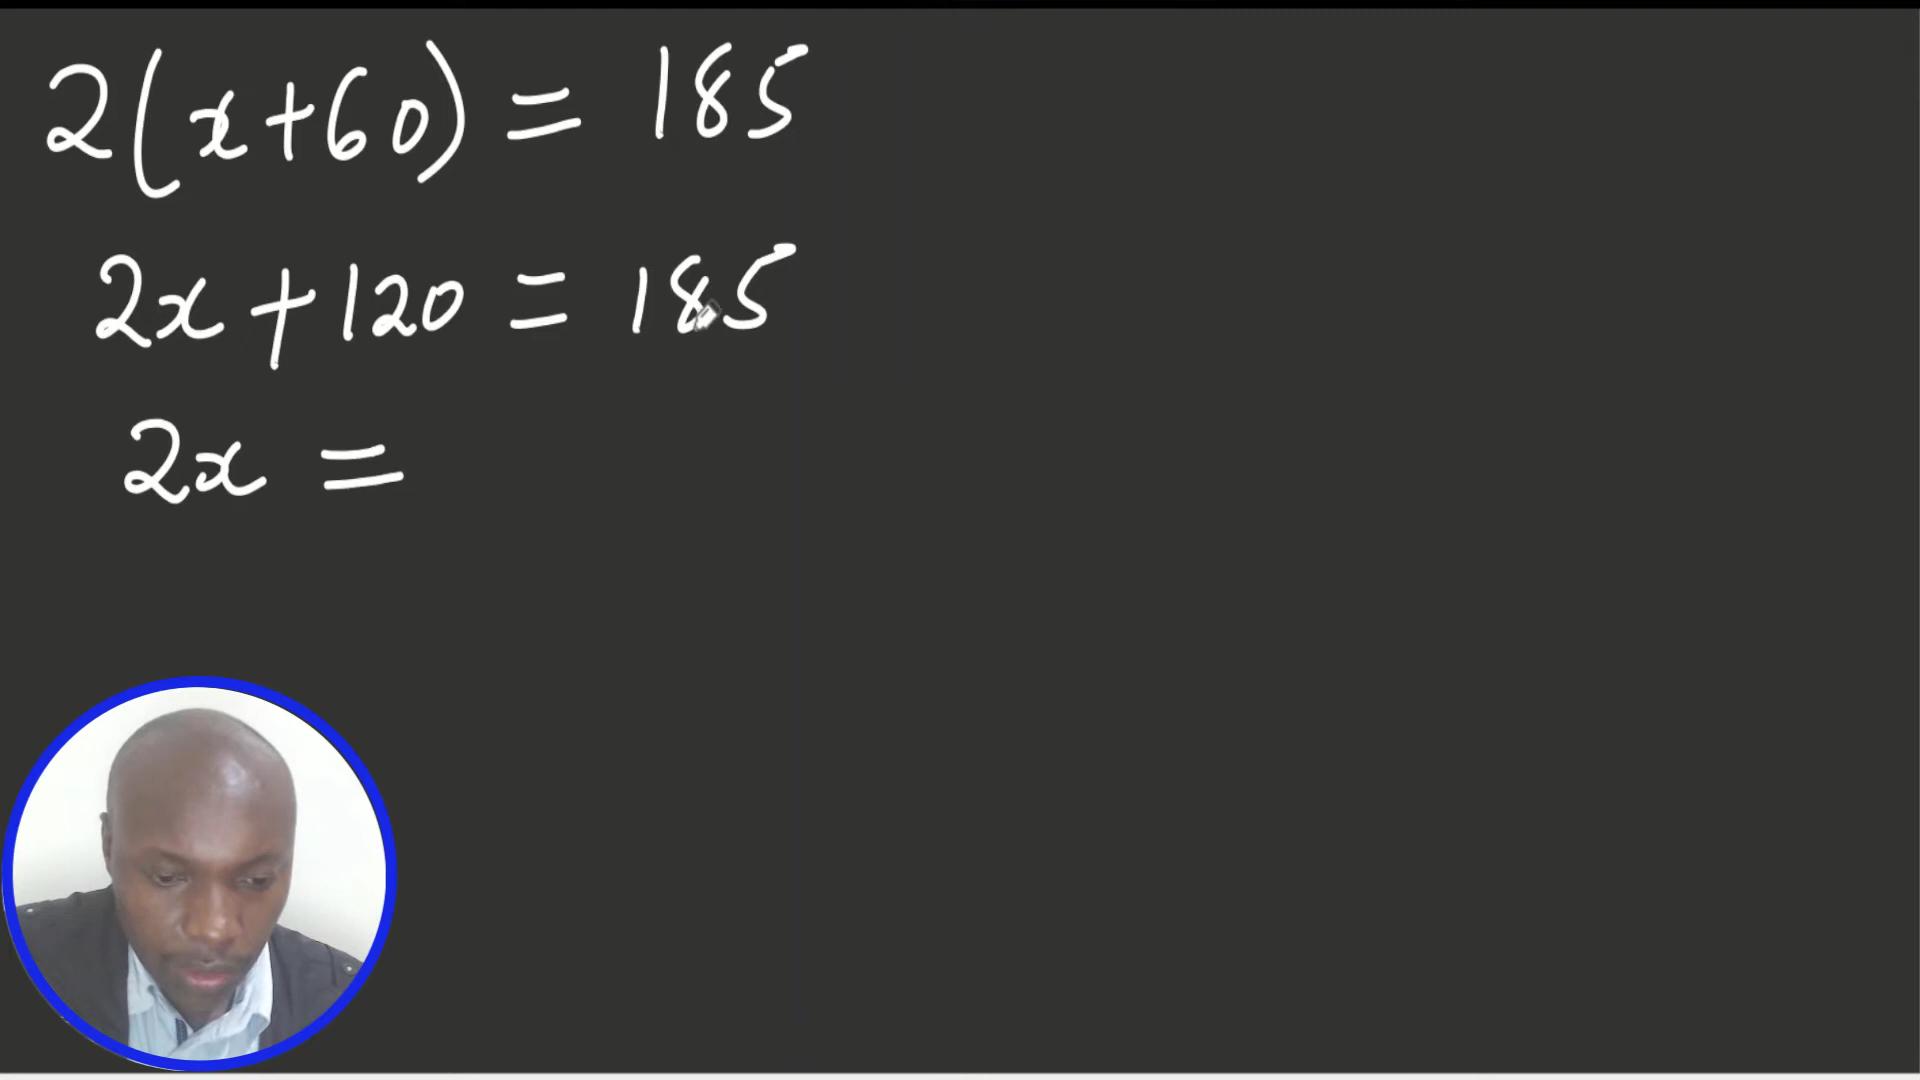 2(x+60) = 185
2x + 120 = 185
2x =